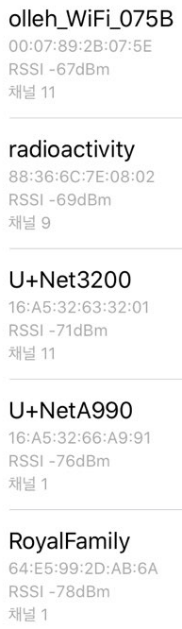 olleh_WiFi_075B
00:07:89:2B:07:5E
RSSI -67dBm
채널 11
radioactivity
88:36:6C:7E:08:02
RSSI -69dBm
채널 9
U+Net3200
16:A5:32:63:32:01
RSSI -71dBm
채널 11
U+NetA990
16:A5:32:66:A9:91
RSSI -76dBm
채널 1
RoyalFamily
64:E5:99:2D:AB:6A
RSSI -78dBm
채널 1